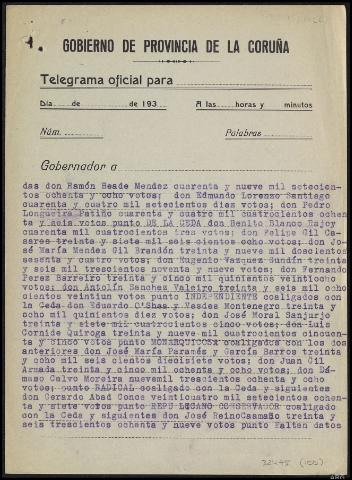 GOBIERNO DE PROVINCIA DE LA CORUÑA
Telegrama oficial para
Día de de 193 A las horas y minutos
Núm. Palabras
Gobernador a
das don Ramón Beade Mendez cuarenta y nueve mil setecien-
tos ochenta y ocho votos; don Edmundo Lorenzo Santiago
cuarenta y cuatro mil setecientos diez votos; don Pedro
Longueira Patiño cuarenta y cuatro mil cuatrocientos ochen
ta y seis votos punto DE LA CEDA don Benito Blanco Rajoy
cuarenta mil cuatrocientos tres votos; don Felipe Gil Ca-
sares treinta y siete mil seis cientos ocho votos; don Jo-
sé María Mendez Gil Brandón treinta y nueve mil doscientos
sesenta y cuatro votos; don Eugenio Vazquez Gundín treinta
y seis mil trescientos noventa y nueve votos; don Fernando
Perez Barreiro treinta y cinco mil quinientos veintiocho
votos; don Antolín Sanchez Valeiro treinta y seis mil ocho
cientos veintiun votos punto INDEPENDIENTE coaligados con
la Ceda don Eduardo O'Shea y Verdes Montenegro treinta y
ocho mil quinientos diez votos; don José Moral Sanjurjo
treinta y siete mil cuatrocientos cinco votos; don Luis
Cornide Quiroga treinta y nueve mil cuatrocientos cincuen-
ta y cinco votos punto MONARQUICOS coaligados con los dos
anteriores don José María Paramés y García Barros treinta
y ocho mil seis cientos diecisiete votos; don Juan Gil
Armada treinta y cinco mil ochenta y ocho votos; don Dá-
maso Calvo Moreira nuevemil trescientos ochenta y ocho
votos; punto RADICAL coaligado con la Ceda y siguientes
don Gerardo Abad Conde veinticuatro mil setecientos ochen-
ta y siete votos punto REPUBLICANO CONSERVADOR coaligado
con la Ceda y siguientes don José Reino Caamaño treinta y
seis trescientos ochenta y nueve votos punto Faltan datos